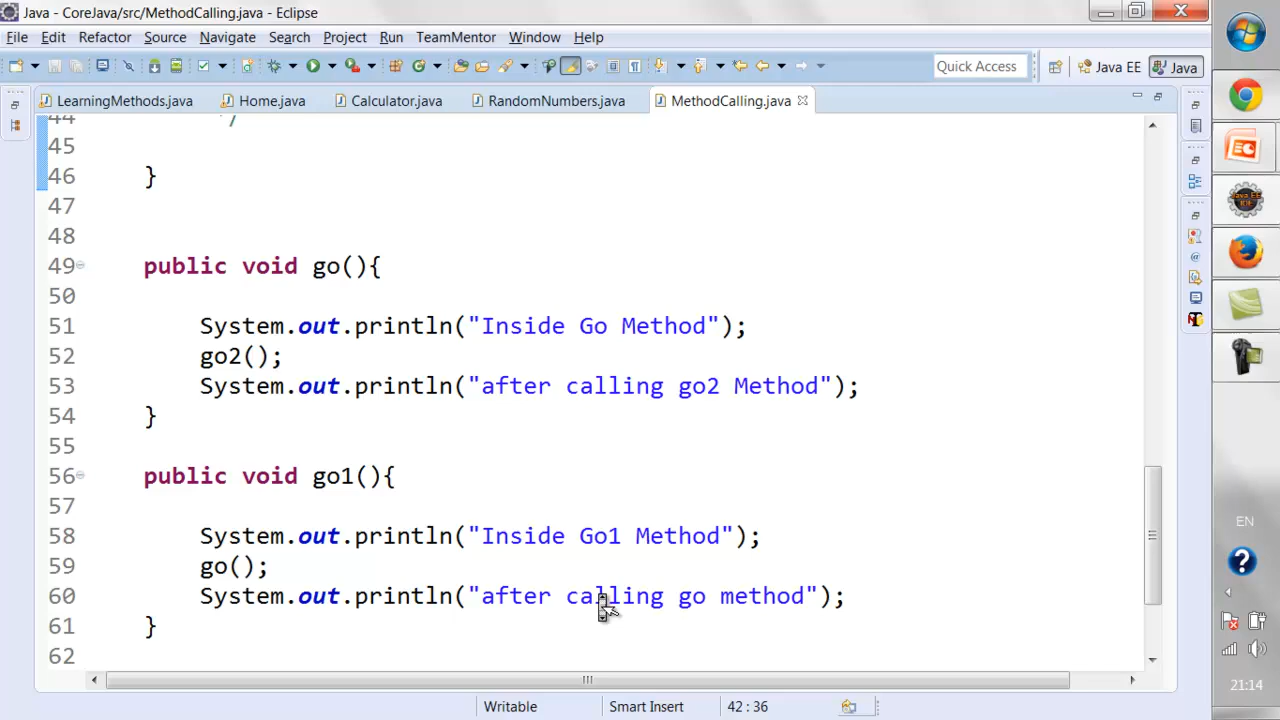 Java - CoreJava/src/MethodCalling.java - Eclipse
File Edit Refactor Source Navigate Search Project Run TeamMentor Window Help
Quick Access Java EE Java
LearningMethods.java Home.java Calculator.java RandomNumbers.java MethodCalling.java
44 */
45
46 }
47
48
49 public void go(){
50
51 System.out.println("Inside Go Method");
52 go2();
53 System.out.println("after calling go2 Method");
54 }
55
56 public void go1(){
57
58 System.out.println("Inside Go1 Method");
59 go();
60 System.out.println("after calling go method");
61 }
62
EN
21:14
Writable Smart Insert 42 : 36